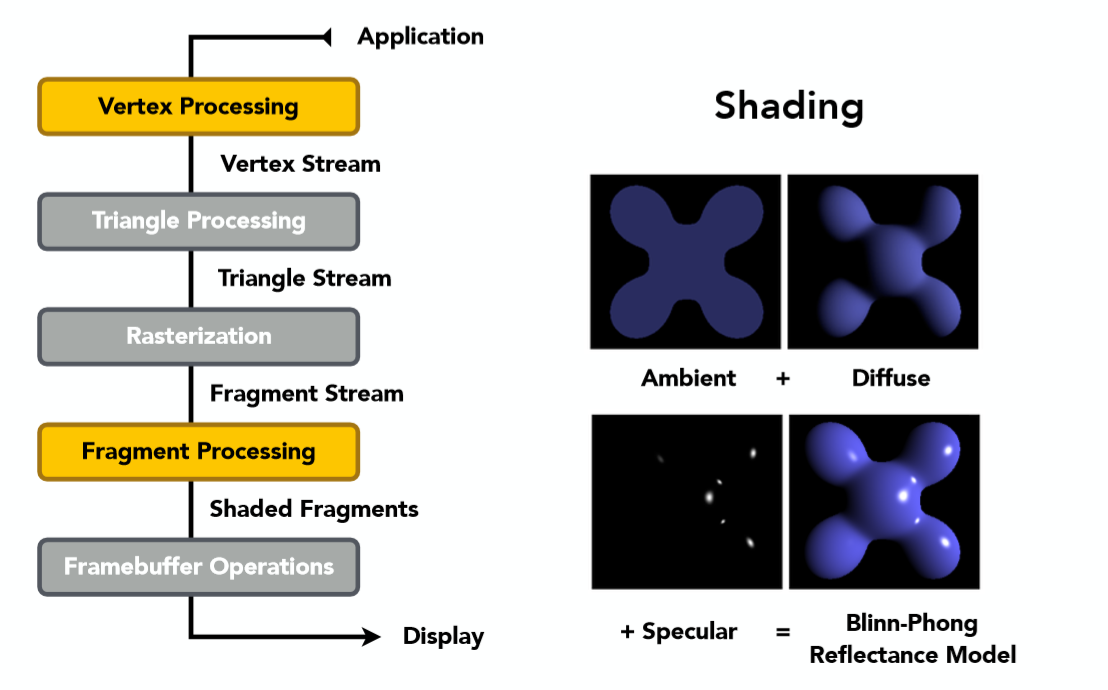 Application
Vertex Processing
Vertex Stream
Triangle Processing
Triangle Stream
Rasterization
Fragment Stream
Fragment Processing
Shaded Fragments
Framebuffer Operations
Display
Shading
Ambient + Diffuse
+ Specular = Blinn-Phong
Reflectance Model